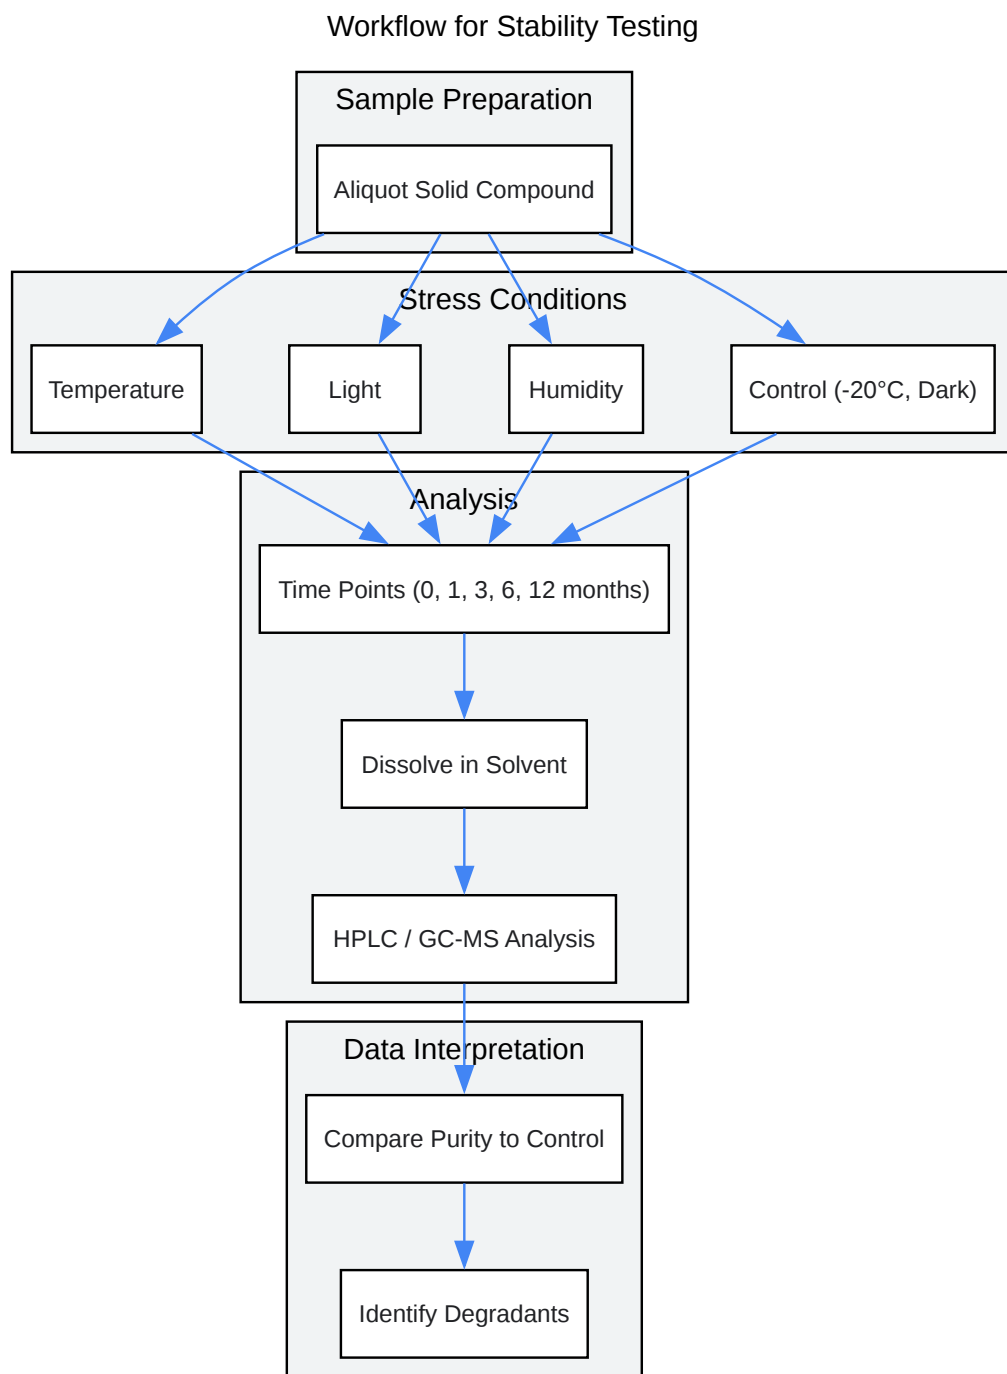 Workflow for Stability Testing
Sample Preparation
Aliquot Solid Compound
Stress Conditions
Temperature
Light
Humidity
Control (-20°C, Dark)
Analysis
Time Points (0, 1, 3, 6, 12 months)
Dissolve in Solvent
HPLC / GC-MS Analysis
Data Interpretation
Compare Purity to Control
Identify Degradants